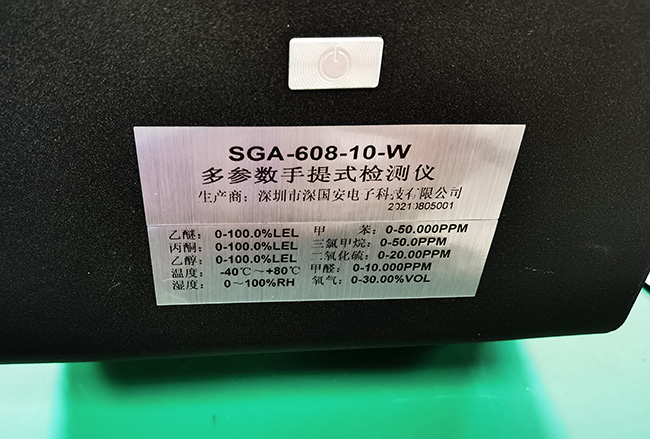 SGA-608-10-W
多参数手提式检测仪
生产商：深圳市深国安电子科技有限公司
20210805001
乙醚：0-100.0%LEL
丙酮：0-100.0%LEL
乙醇：0-100.0%LEL
温度：-40℃～+80℃
湿度：0～100%RH
甲 苯：0-50.000PPM
三氯甲烷：0-50.0PPM
二氧化硫：0-20.00PPM
甲醛：0-10.000PPM
氧气：0-30.00%VOL